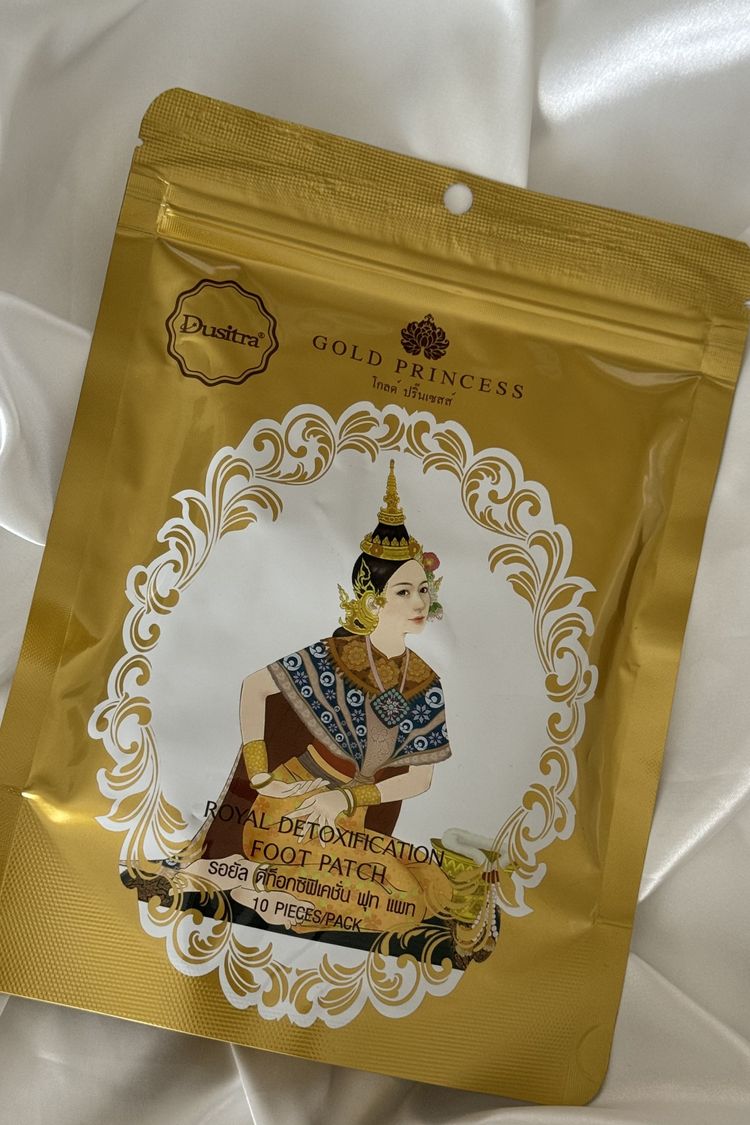 Dusitra®
GOLD PRINCESS
โกลด์ ปริ๊นเซสส์
ROYAL DETOXIFICATION
FOOT PATCH
รอยัล ดีท็อกซิฟิเคชั่น ฟุท แพท
10 PIECES/PACK